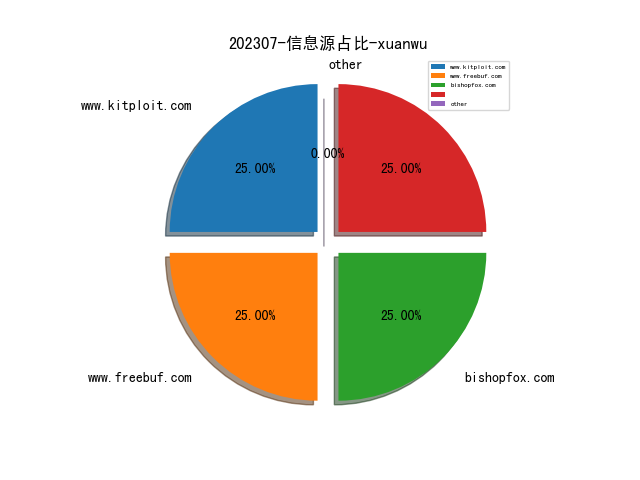 202307-信息源占比-xuanwu
other
www.kitploit.com
www.freebuf.com
bishopfox.com
other
www.kitploit.com
0.00%
25.00%
25.00%
25.00%
25.00%
www.freebuf.com
bishopfox.com